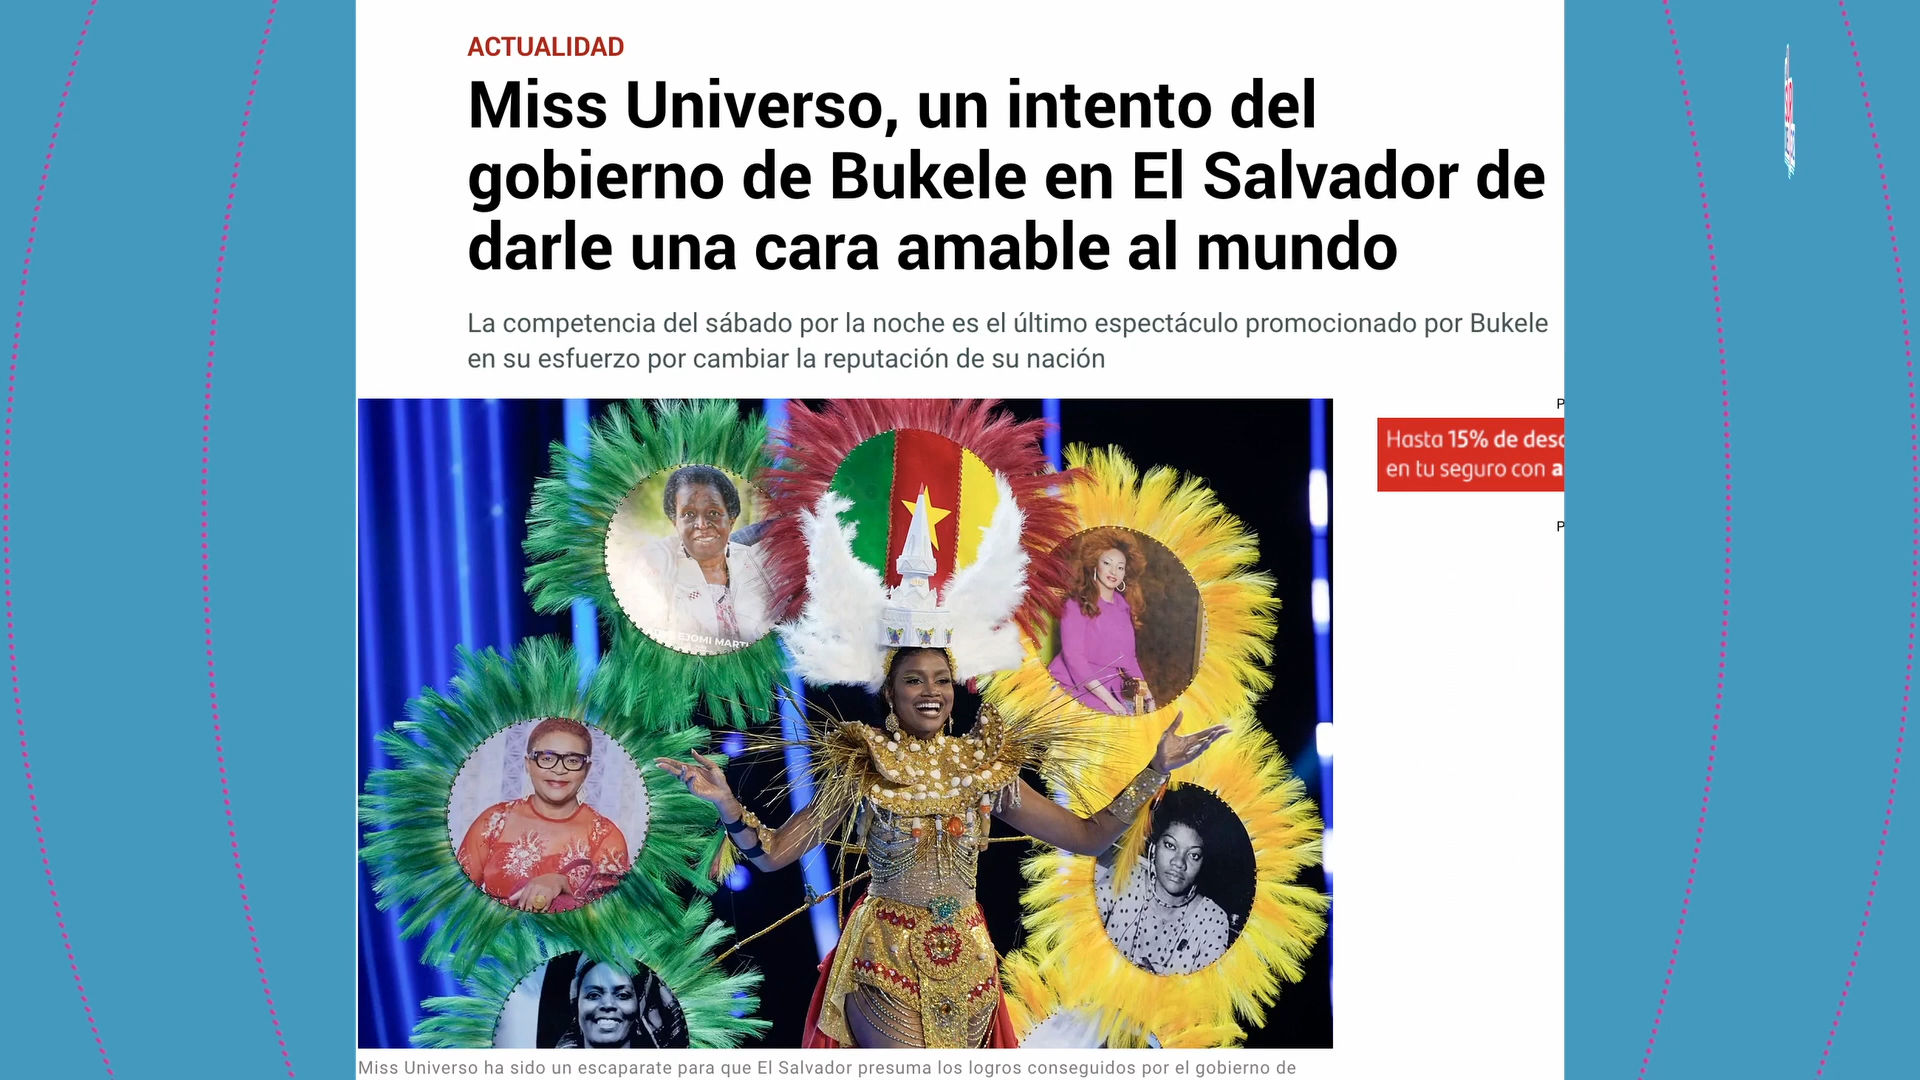 ACTUALIDAD
Miss Universo, un intento del
gobierno de Bukele en El Salvador de
darle una cara amable al mundo
La competencia del sábado por la noche es el último espectáculo promocionado por Bukele
en su esfuerzo por cambiar la reputación de su nación
P
Hasta 15% de desc
en tu seguro con a
P
EJOMI MARTI
Miss Universo ha sido un escaparate para que El Salvador presuma los logros conseguidos por el gobierno de